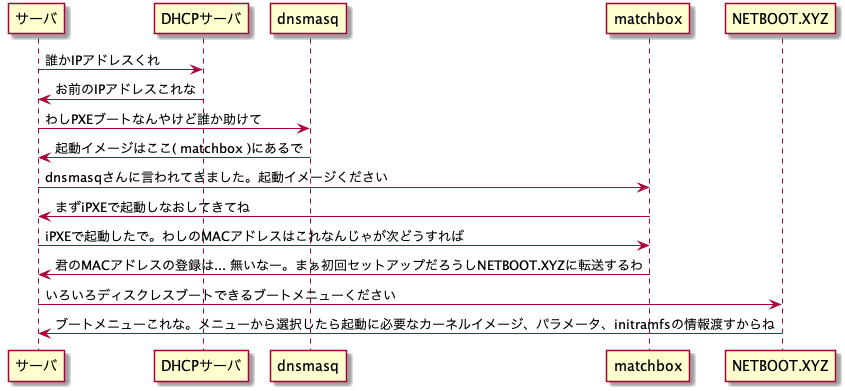 サーバ DHCPサーバ dnsmasq matchbox NETBOOT.XYZ
誰かIPアドレスくれ
お前のIPアドレスこれな
わしPXEブートなんやけど誰か助けて
起動イメージはここ( matchbox )にあるで
dnsmasqさんに言われてきました。起動イメージください
まずiPXEで起動しなおしてきてね
iPXEで起動したで。わしのMACアドレスはこれなんじゃが次どうすれば
君のMACアドレスの登録は... 無いなー。まぁ初回セットアップだろうしNETBOOT.XYZに転送するわ
いろいろディスクレスブートできるブートメニューください
ブートメニューこれな。メニューから選択したら起動に必要なカーネルイメージ、パラメータ、initramfsの情報渡すからね
サーバ DHCPサーバ dnsmasq matchbox NETBOOT.XYZ